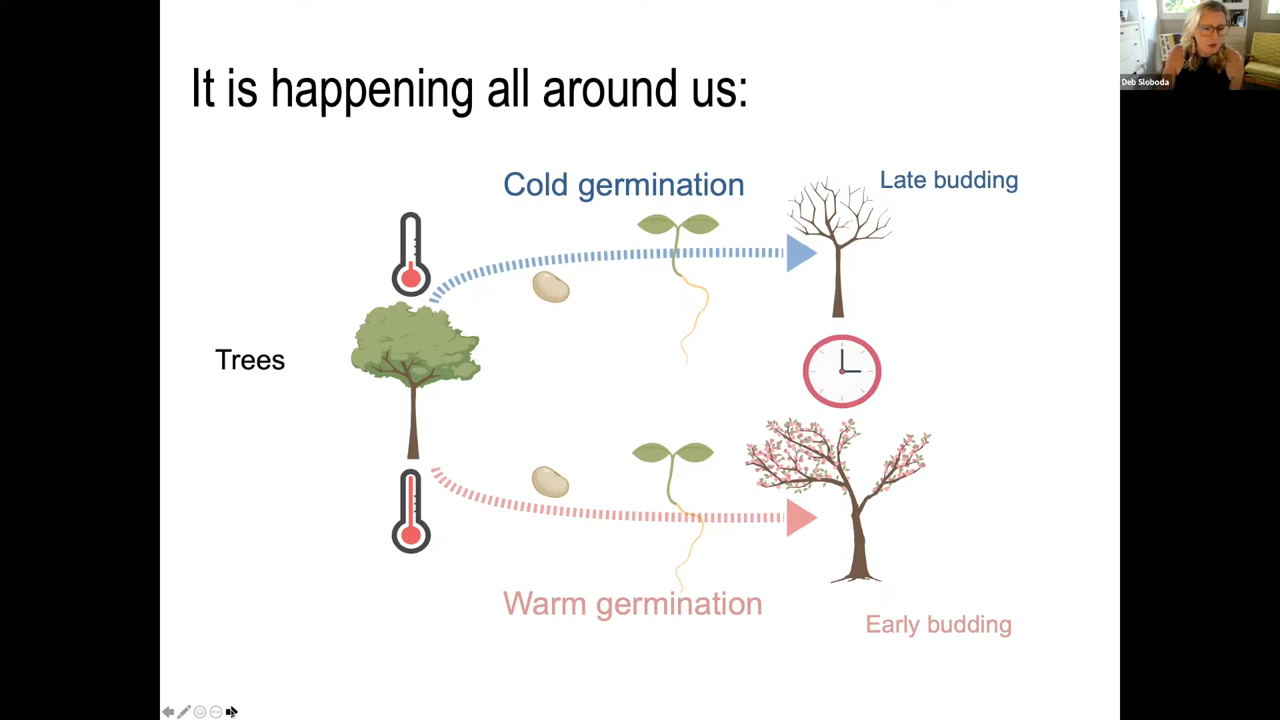 It is happening all around us:
Deb Sloboda
Cold germination
Late budding
Trees
Warm germination
Early budding